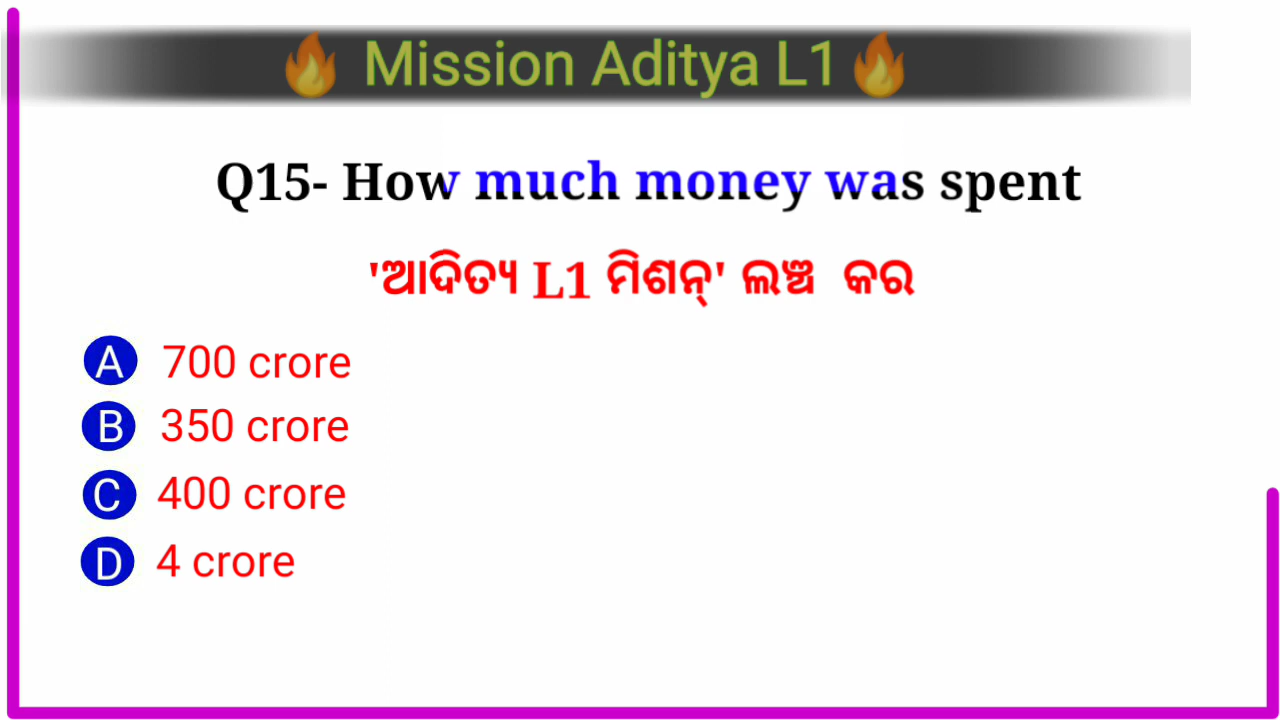 🔥 Mission Aditya L1 🔥
Q15- How much money was spent
'ଆଦିତ୍ୟ L1 ମିଶନ୍' ଲଞ୍ଚ କର
A 700 crore
B 350 crore
C 400 crore
D 4 crore